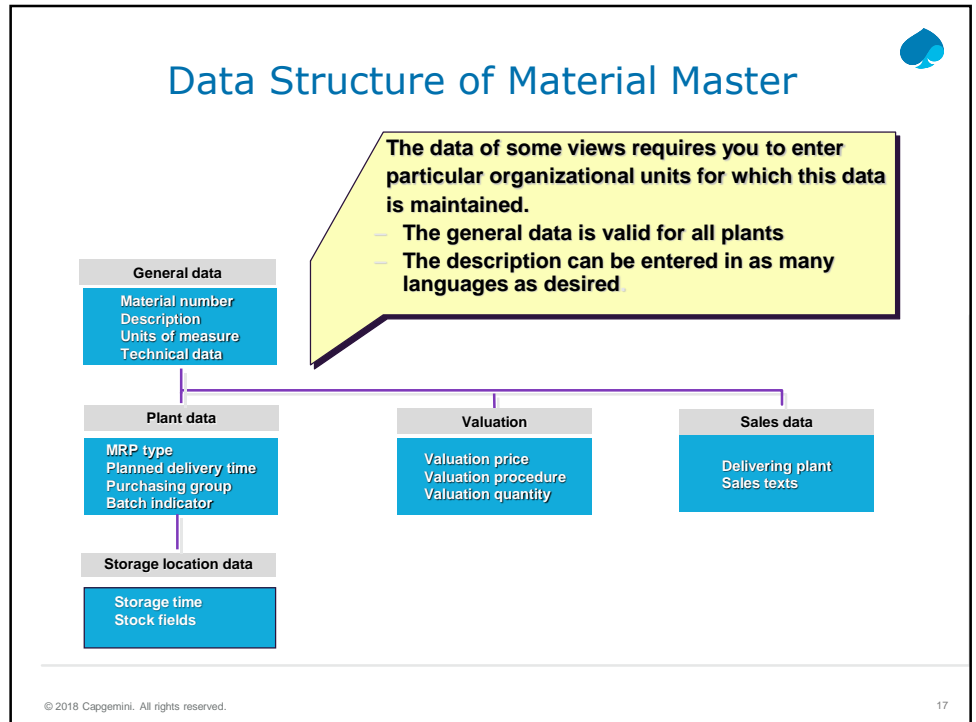 Data Structure of Material Master
The data of some views requires you to enter
particular organizational units for which this data
is maintained.
– The general data is valid for all plants
– The description can be entered in as many
languages as desired.
General data
Material number
Description
Units of measure
Technical data
Plant data
MRP type
Planned delivery time
Purchasing group
Batch indicator
Valuation
Valuation price
Valuation procedure
Valuation quantity
Sales data
Delivering plant
Sales texts
Storage location data
Storage time
Stock fields
© 2018 Capgemini. All rights reserved.
17